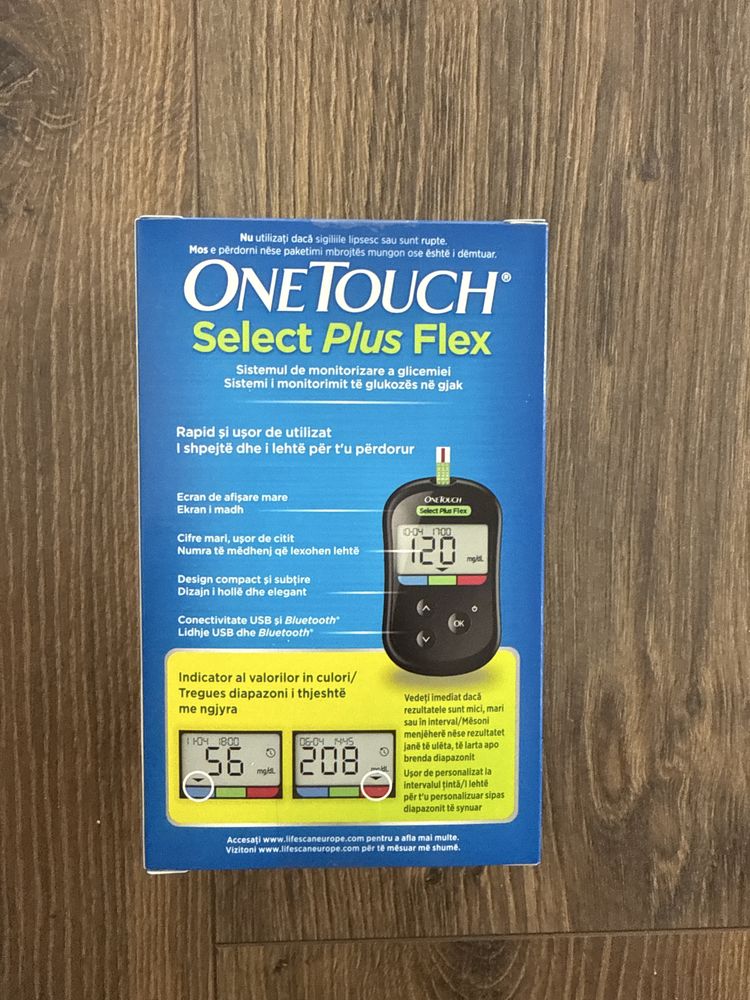 Nu utilizați dacă sigiliile lipsesc sau sunt rupte.
Mos e përdorni nëse paketimi mbrojtës mungon ose është i dëmtuar.
ONETOUCH®
Select Plus Flex
Sistemul de monitorizare a glicemiei
Sistemi i monitorimit të glukozës në gjak
Rapid și ușor de utilizat
I shpejtë dhe i lehtë për t'u përdorur
Ecran de afișare mare
Ekran i madh
Cifre mari, ușor de citit
Numra të mëdhenj që lexohen lehtë
Design compact și subțire
Dizajn i hollë dhe elegant
Conectivitate USB și Bluetooth®
Lidhje USB dhe Bluetooth®
ONETOUCH
Select Plus Flex
10-04 17:00
120
mg/dL
OK
Indicator al valorilor in culori/
Tregues diapazoni i thjeshtë
me ngjyra
11-04 18:00
56
mg/dL
06-04 14:45
208
mg/dL
Vedeți imediat dacă
rezultatele sunt mici, mari
sau în interval/Mësoni
menjëherë nëse rezultatet
janë të ulëta, të larta apo
brenda diapazonit
Ușor de personalizat la
intervalul țintă/I lehtë
për t'u personalizuar sipas
diapazonit të synuar
Accesați www.lifescaneurope.com pentru a afla mai multe.
Vizitoni www.lifescaneurope.com për të mësuar më shumë.